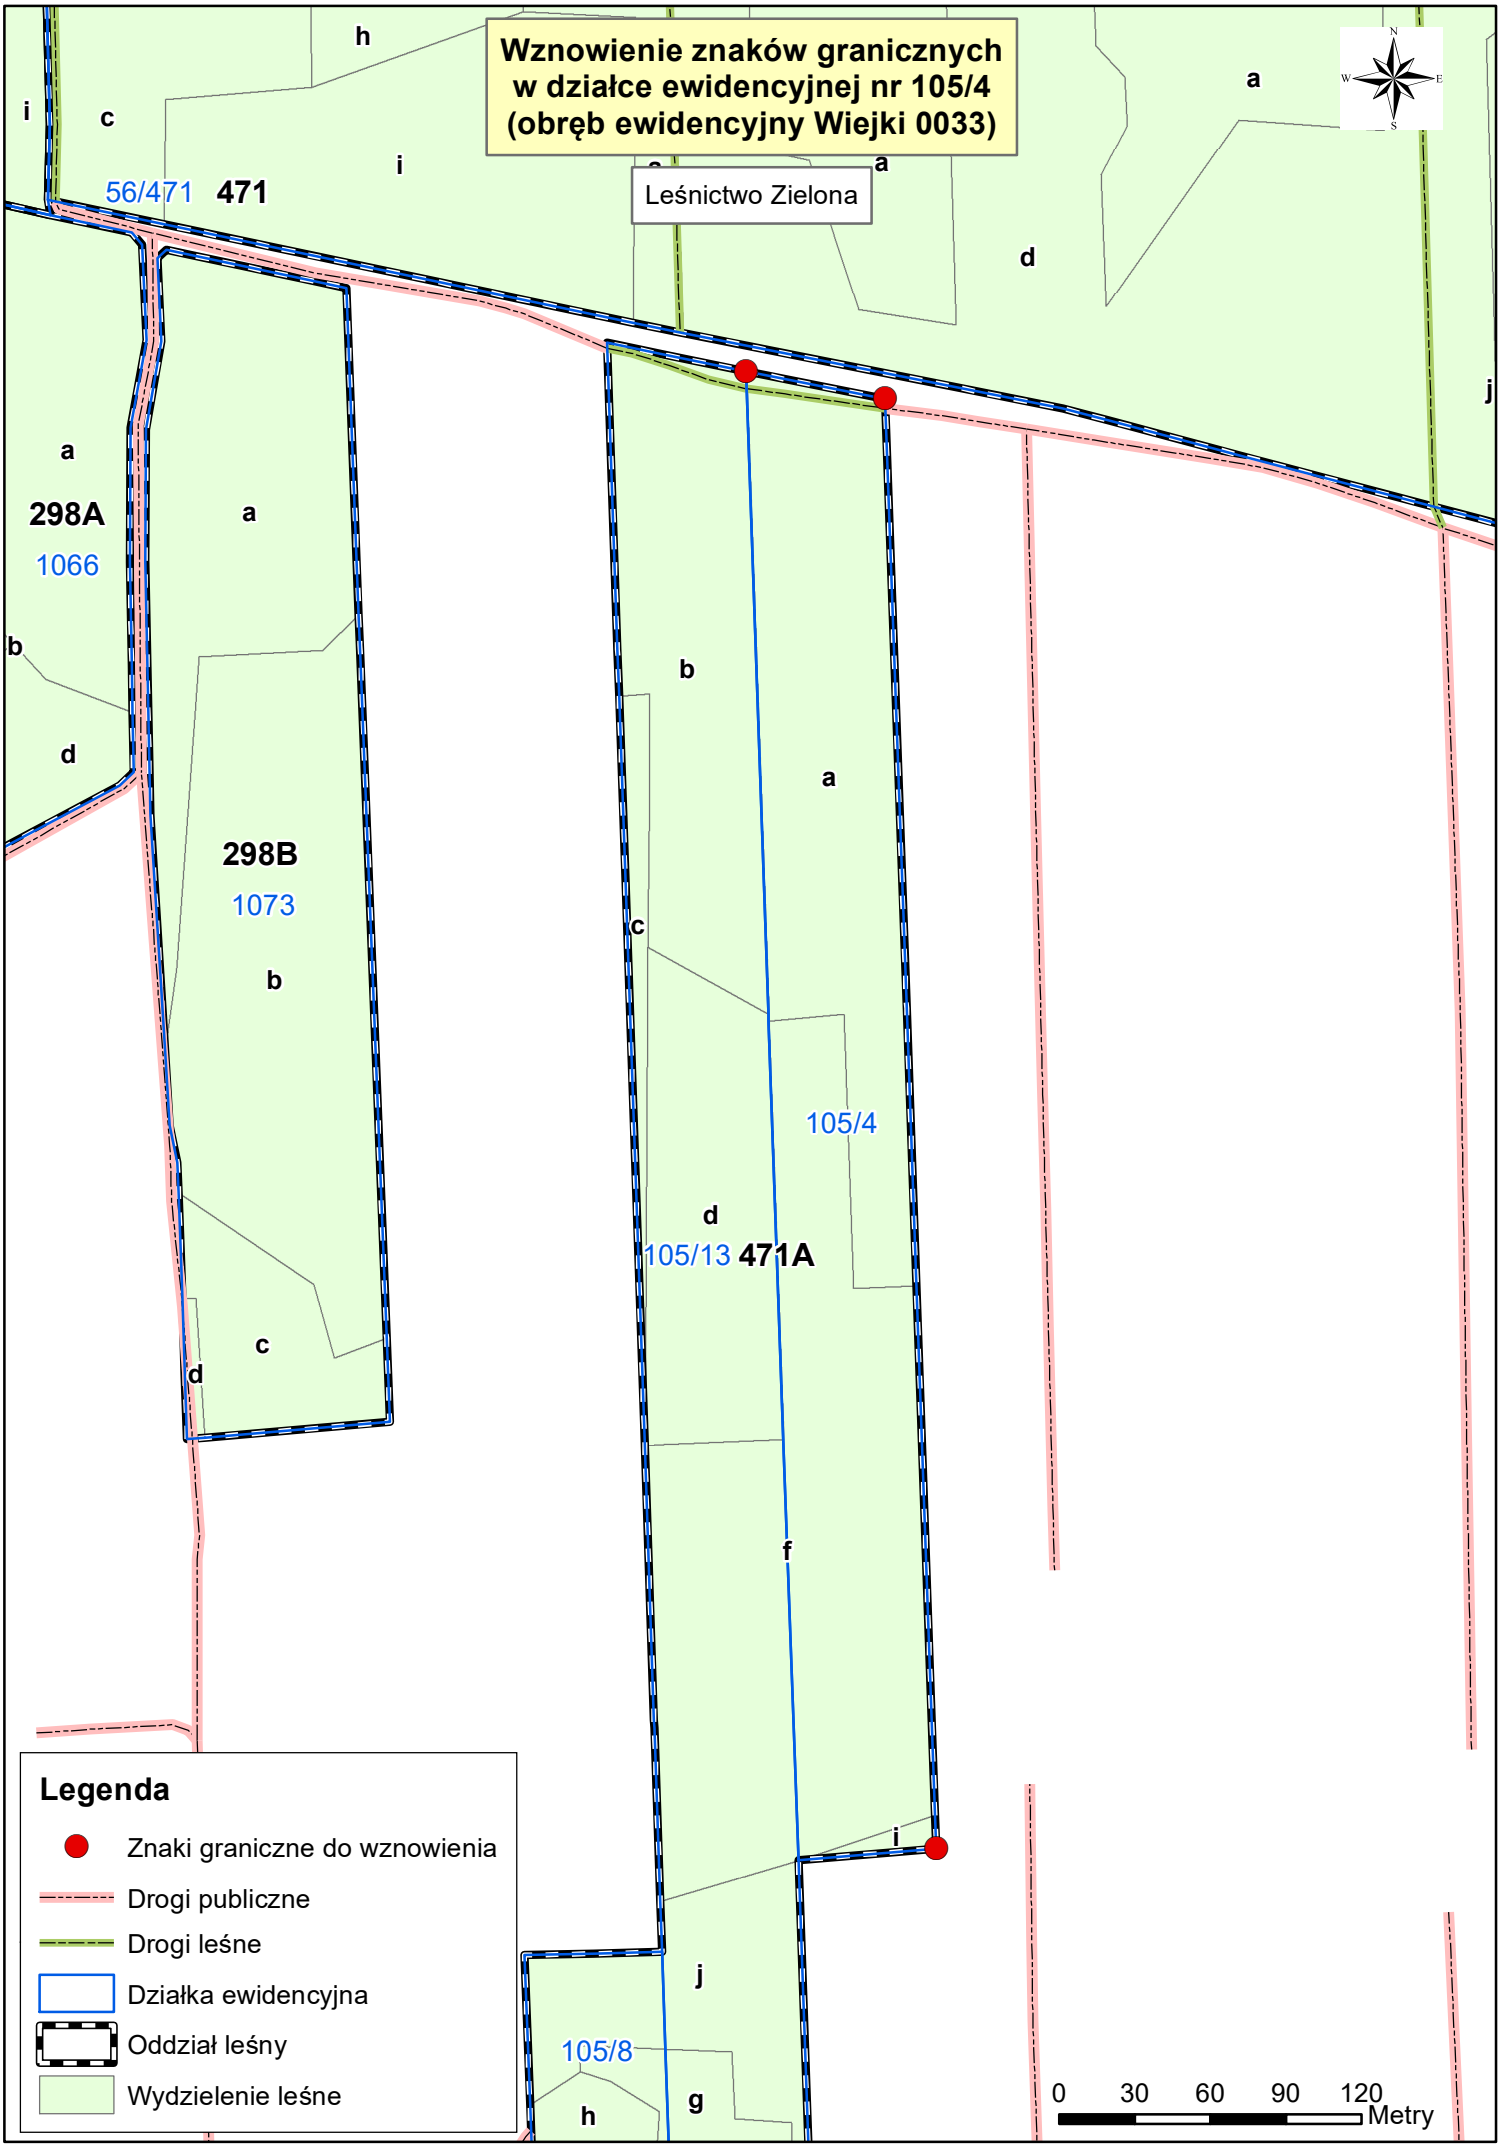 Wznowienie znaków granicznych
w działce ewidencyjnej nr 105/4
(obręb ewidencyjny Wiejki 0033)
Leśnictwo Zielona
N
W E
S
h
i
c
i
a
a
a
56/471 471
d
j
a
298A
1066
a
b
d
b
a
298B
1073
c
b
105/4
d
105/13 471A
c
d
f
i
j
105/8
g
h
Legenda
Znaki graniczne do wznowienia
Drogi publiczne
Drogi leśne
Działka ewidencyjna
Oddział leśny
Wydzielenie leśne
0 30 60 90 120
Metry